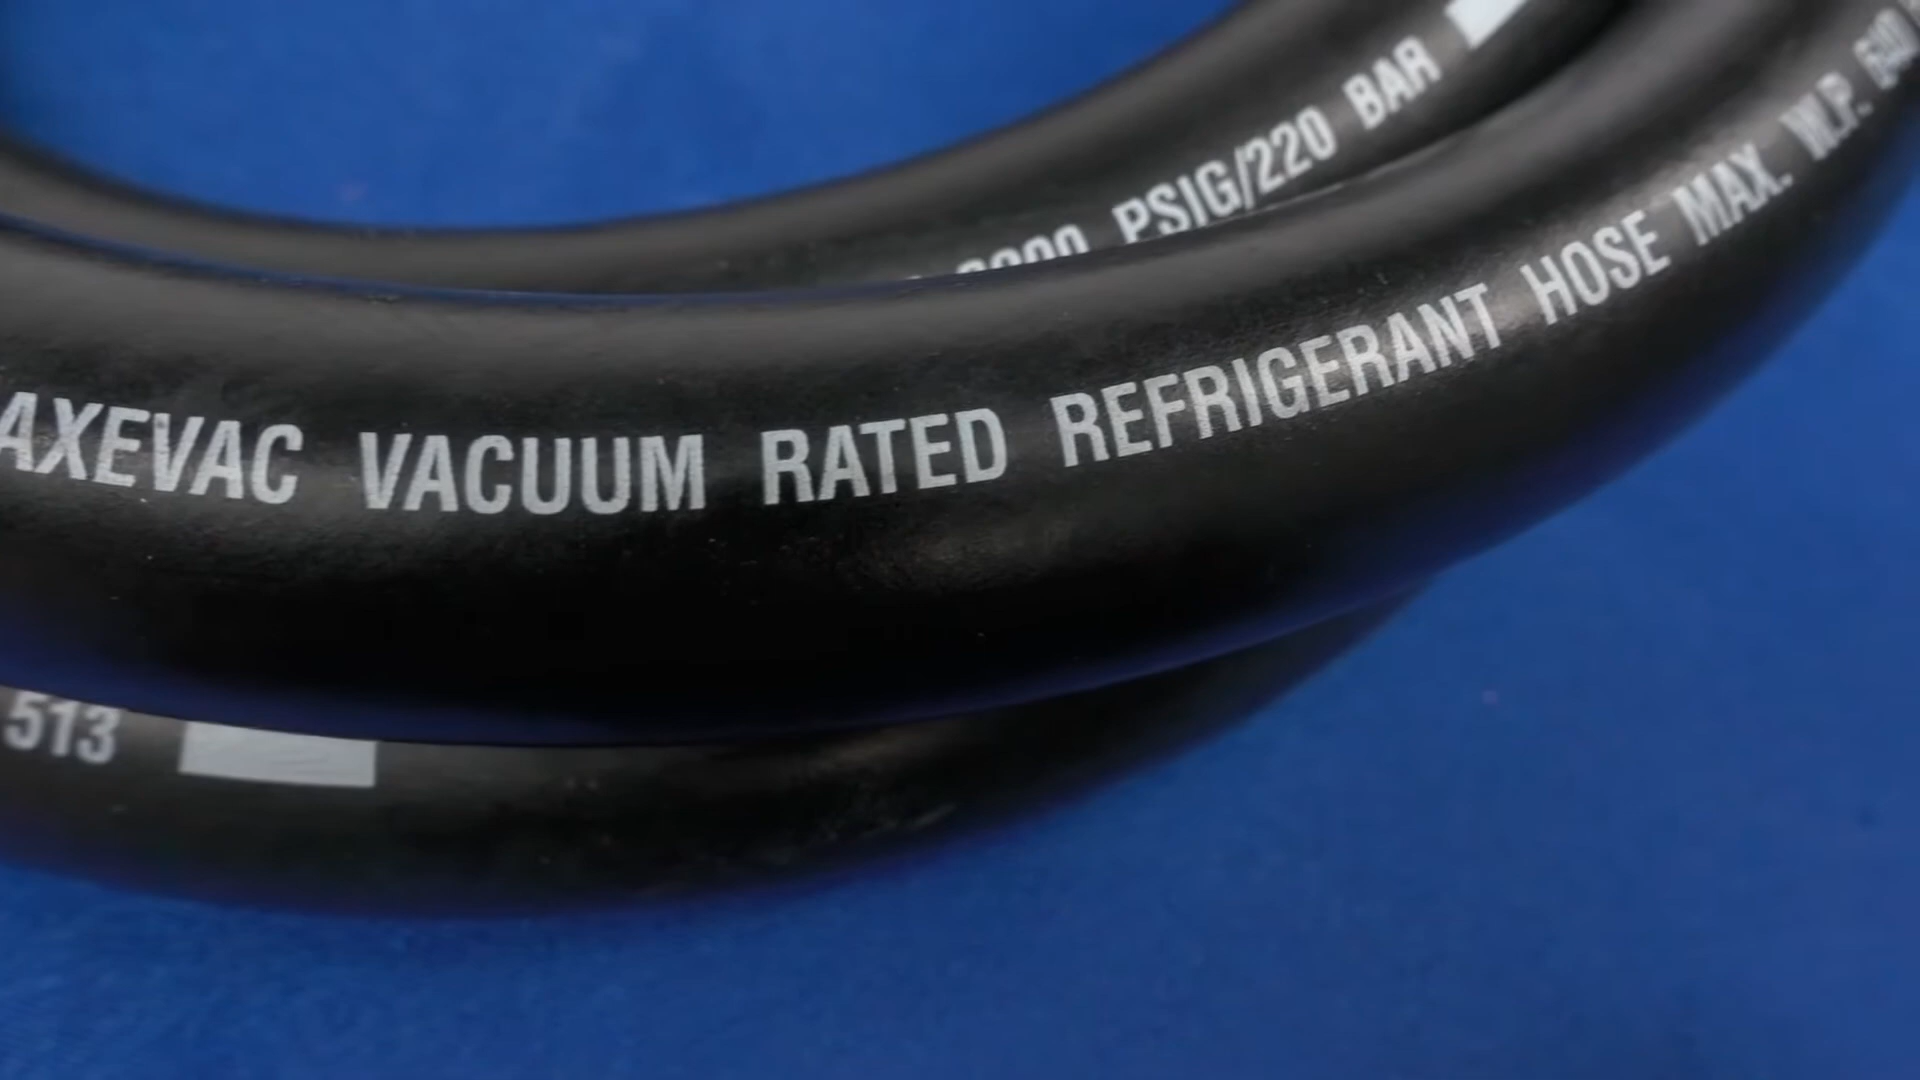 PSIG/220 BAR
AXEVAC VACUUM RATED REFRIGERANT HOSE MAX. W.P.
513